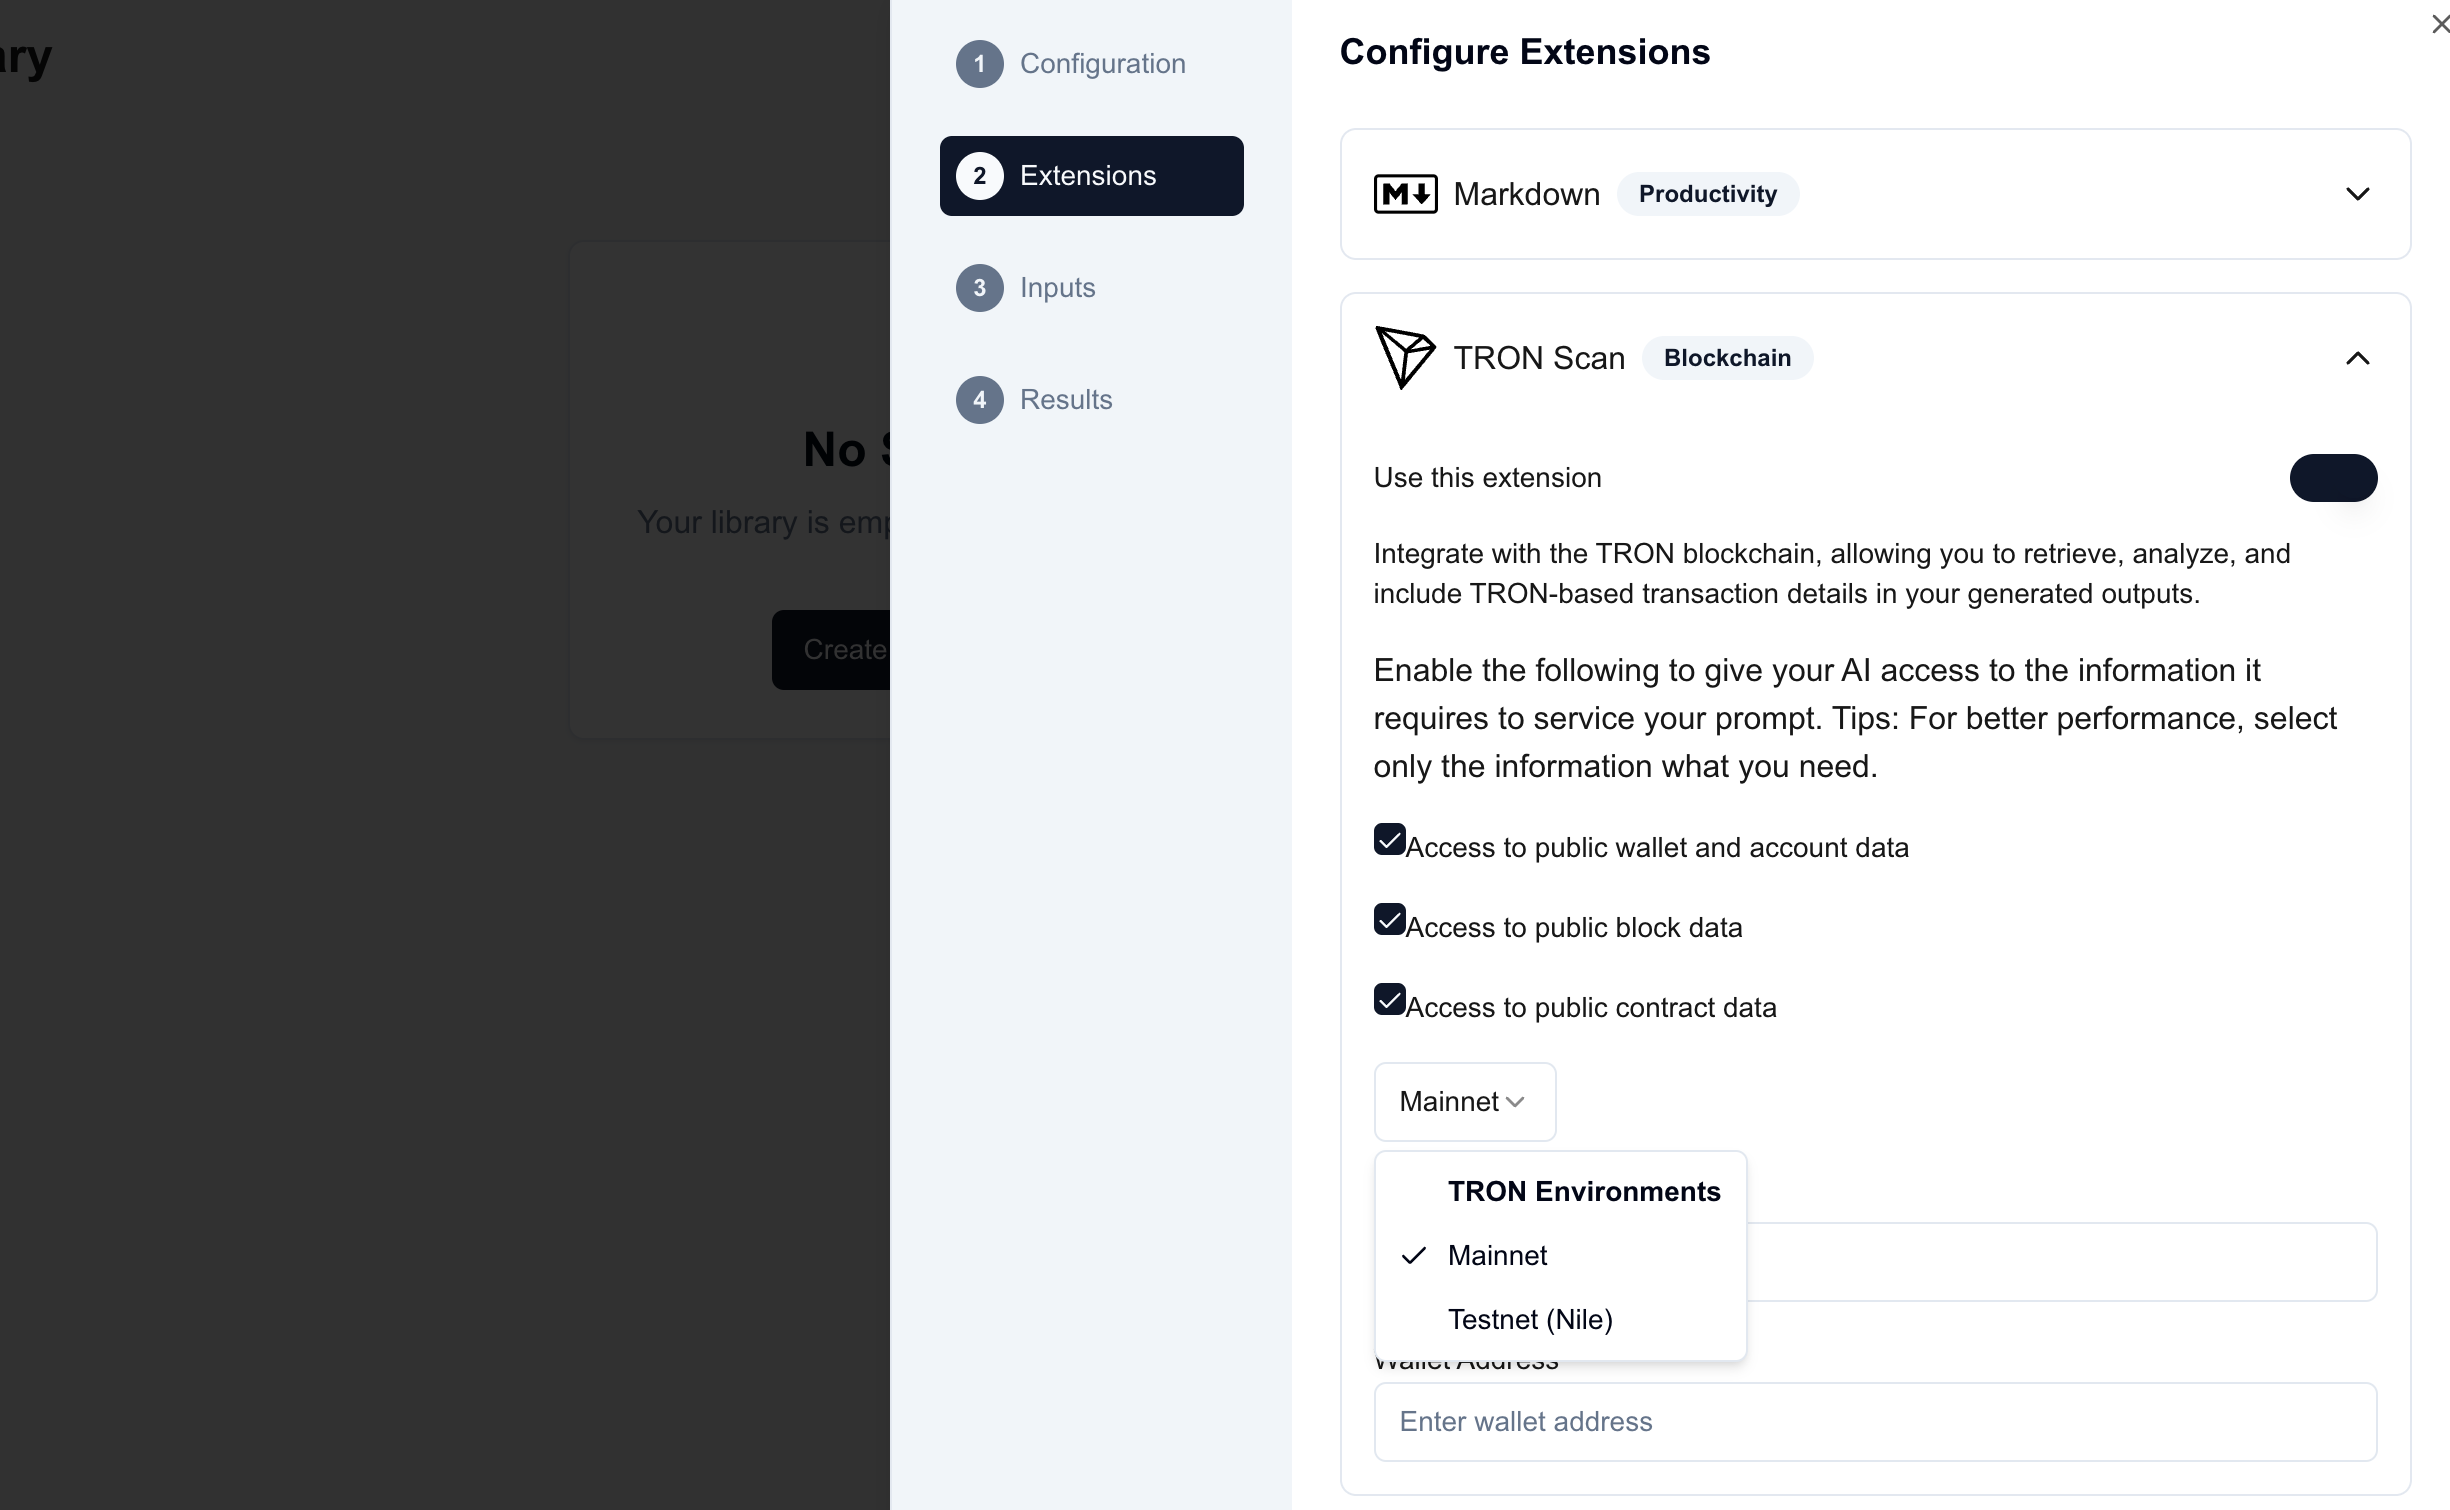 ary
No S
Your library is emp
Create
1 Configuration
2 Extensions
3 Inputs
4 Results
Configure Extensions
M Markdown Productivity
TRON Scan Blockchain
Use this extension
Integrate with the TRON blockchain, allowing you to retrieve, analyze, and
include TRON-based transaction details in your generated outputs.
Enable the following to give your AI access to the information it
requires to service your prompt. Tips: For better performance, select
only the information what you need.
Access to public wallet and account data
Access to public block data
Access to public contract data
Mainnet
TRON Environments
Mainnet
Testnet (Nile)
Wallet Address
Enter wallet address